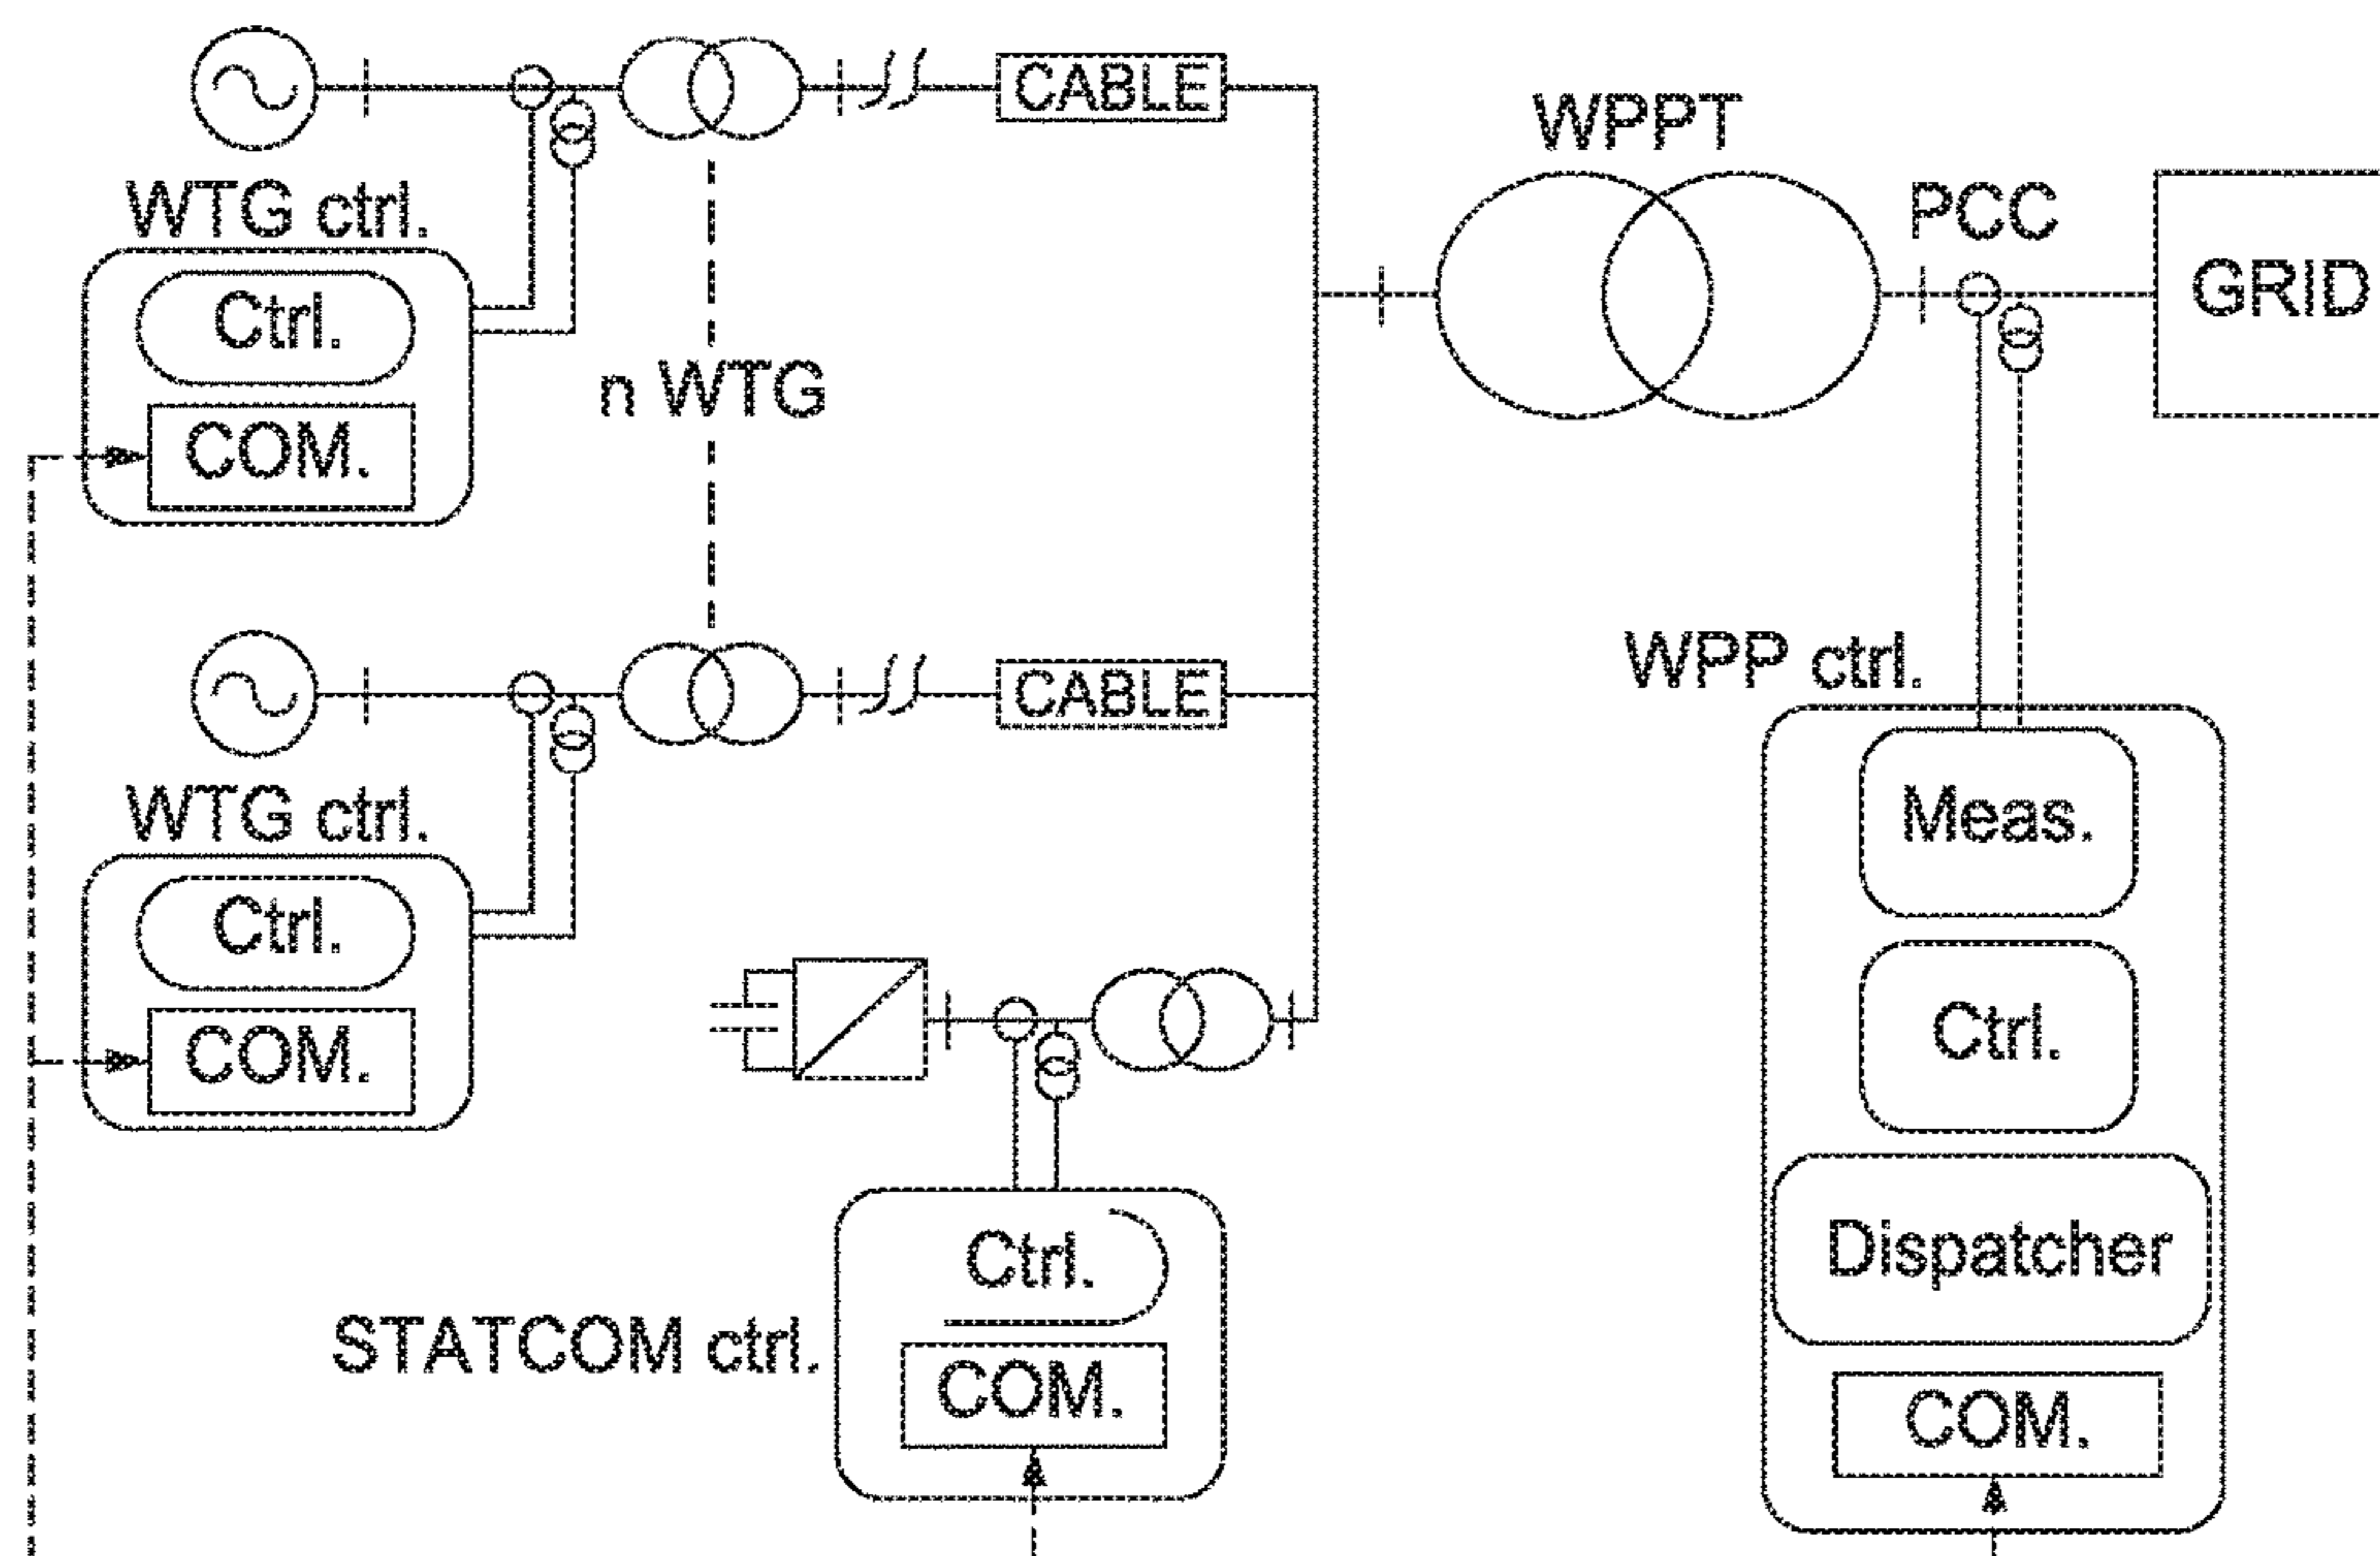 CABLE
WPPT
WTG ctrl.
PCC
Ctrl.
GRID
n WTG
COM.
CABLE
WPP ctrl.
WTG ctrl.
Meas.
Ctrl.
COM.
Ctrl.
Ctrl.
Dispatcher
STATCOM ctrl.
COM.
COM.